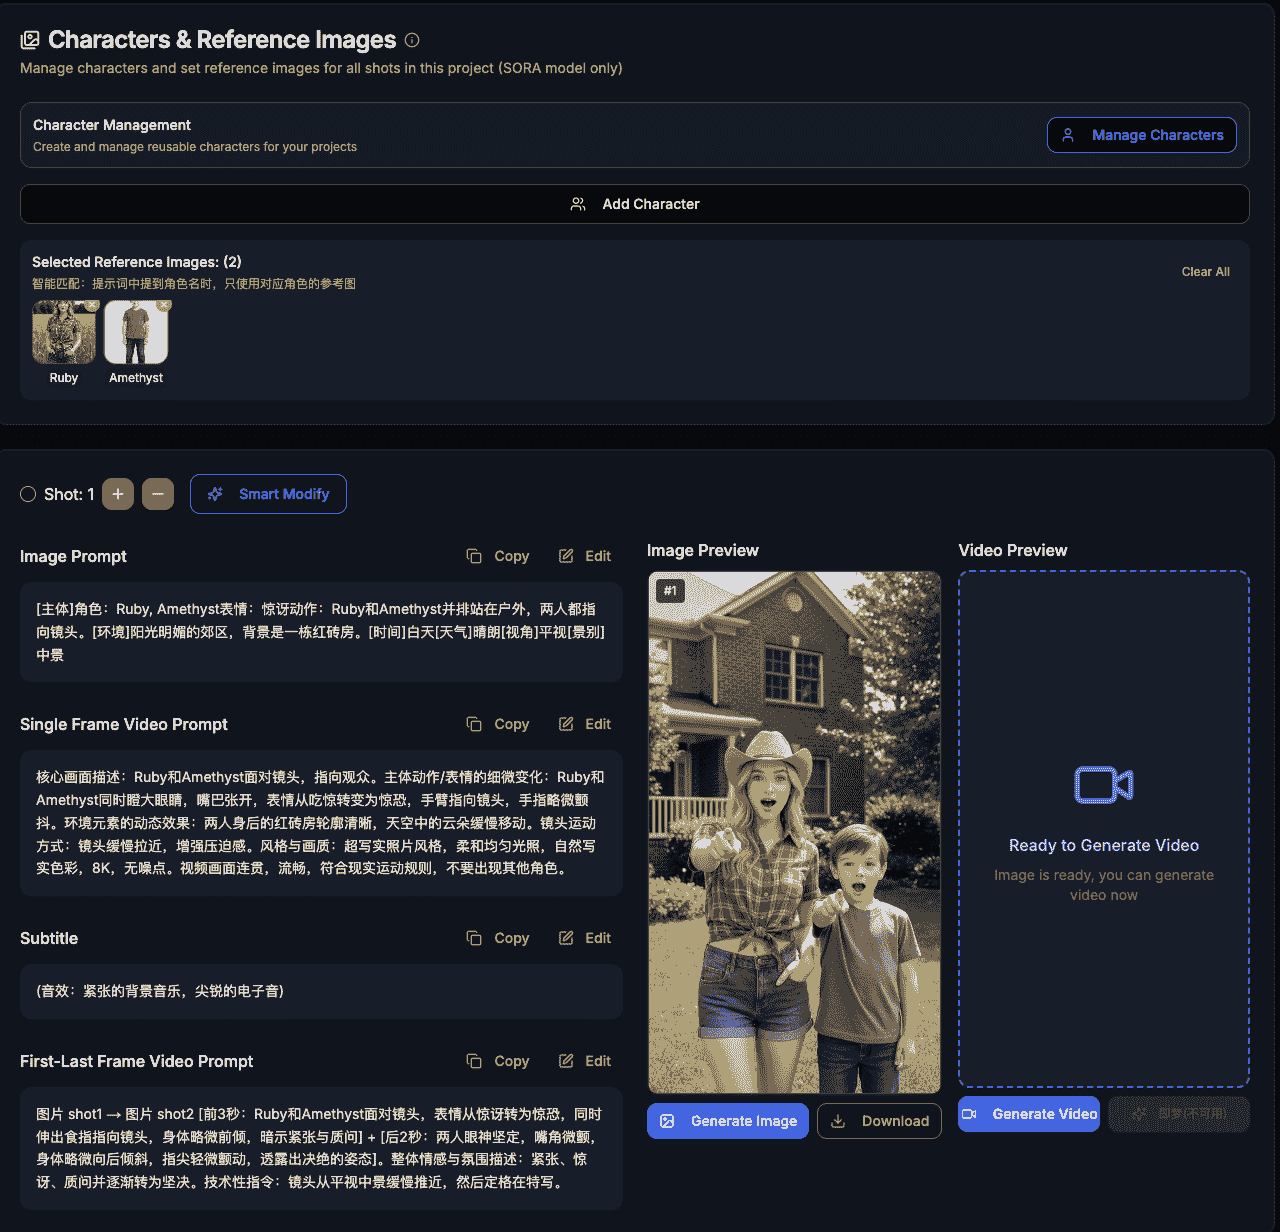 Characters & Reference Images
Manage characters and set reference images for all shots in this project (SORA model only)
Character Management
Create and manage reusable characters for your projects
Manage Characters
Add Character
Selected Reference Images: (2)
智能匹配：提示词中提到角色名时，只使用对应角色的参考图
Clear All
Ruby
Amethyst
Shot: 1
Smart Modify
Image Prompt
Copy
Edit
[主体]角色：Ruby, Amethyst表情：惊讶动作：Ruby和Amethyst并排站在户外，两人都指
向镜头。[环境]阳光明媚的郊区，背景是一栋红砖房。[时间]白天[天气]晴朗[视角]平视[景别]
中景
Single Frame Video Prompt
Copy
Edit
核心画面描述：Ruby和Amethyst面对镜头，指向观众。主体动作/表情的细微变化：Ruby和
Amethyst同时瞪大眼睛，嘴巴张开，表情从吃惊转变为惊恐，手臂指向镜头，手指略微颤
抖。环境元素的动态效果：两人身后的红砖房轮廓清晰，天空中的云朵缓慢移动。镜头运动
方式：镜头缓慢拉近，增强压迫感。风格与画质：超写实照片风格，柔和均匀光照，自然写
实色彩，8K，无噪点。视频画面连贯，流畅，符合现实运动规则，不要出现其他角色。
Subtitle
Copy
Edit
(音效：紧张的背景音乐，尖锐的电子音)
First-Last Frame Video Prompt
Copy
Edit
图片 shot1 → 图片 shot2 [前3秒：Ruby和Amethyst面对镜头，表情从惊讶转为惊恐，同时
伸出食指指向镜头，身体略微前倾，暗示紧张与质问] + [后2秒：两人眼神坚定，嘴角微颤，
身体略微向后倾斜，指尖轻微颤动，透露出决绝的姿态]。整体情感与氛围描述：紧张、惊
讶、质问并逐渐转为坚决。技术性指令：镜头从平视中景缓慢推近，然后定格在特写。
Image Preview
#1
Generate Image
Download
Video Preview
Ready to Generate Video
Image is ready, you can generate
video now
Generate Video
(不可用)